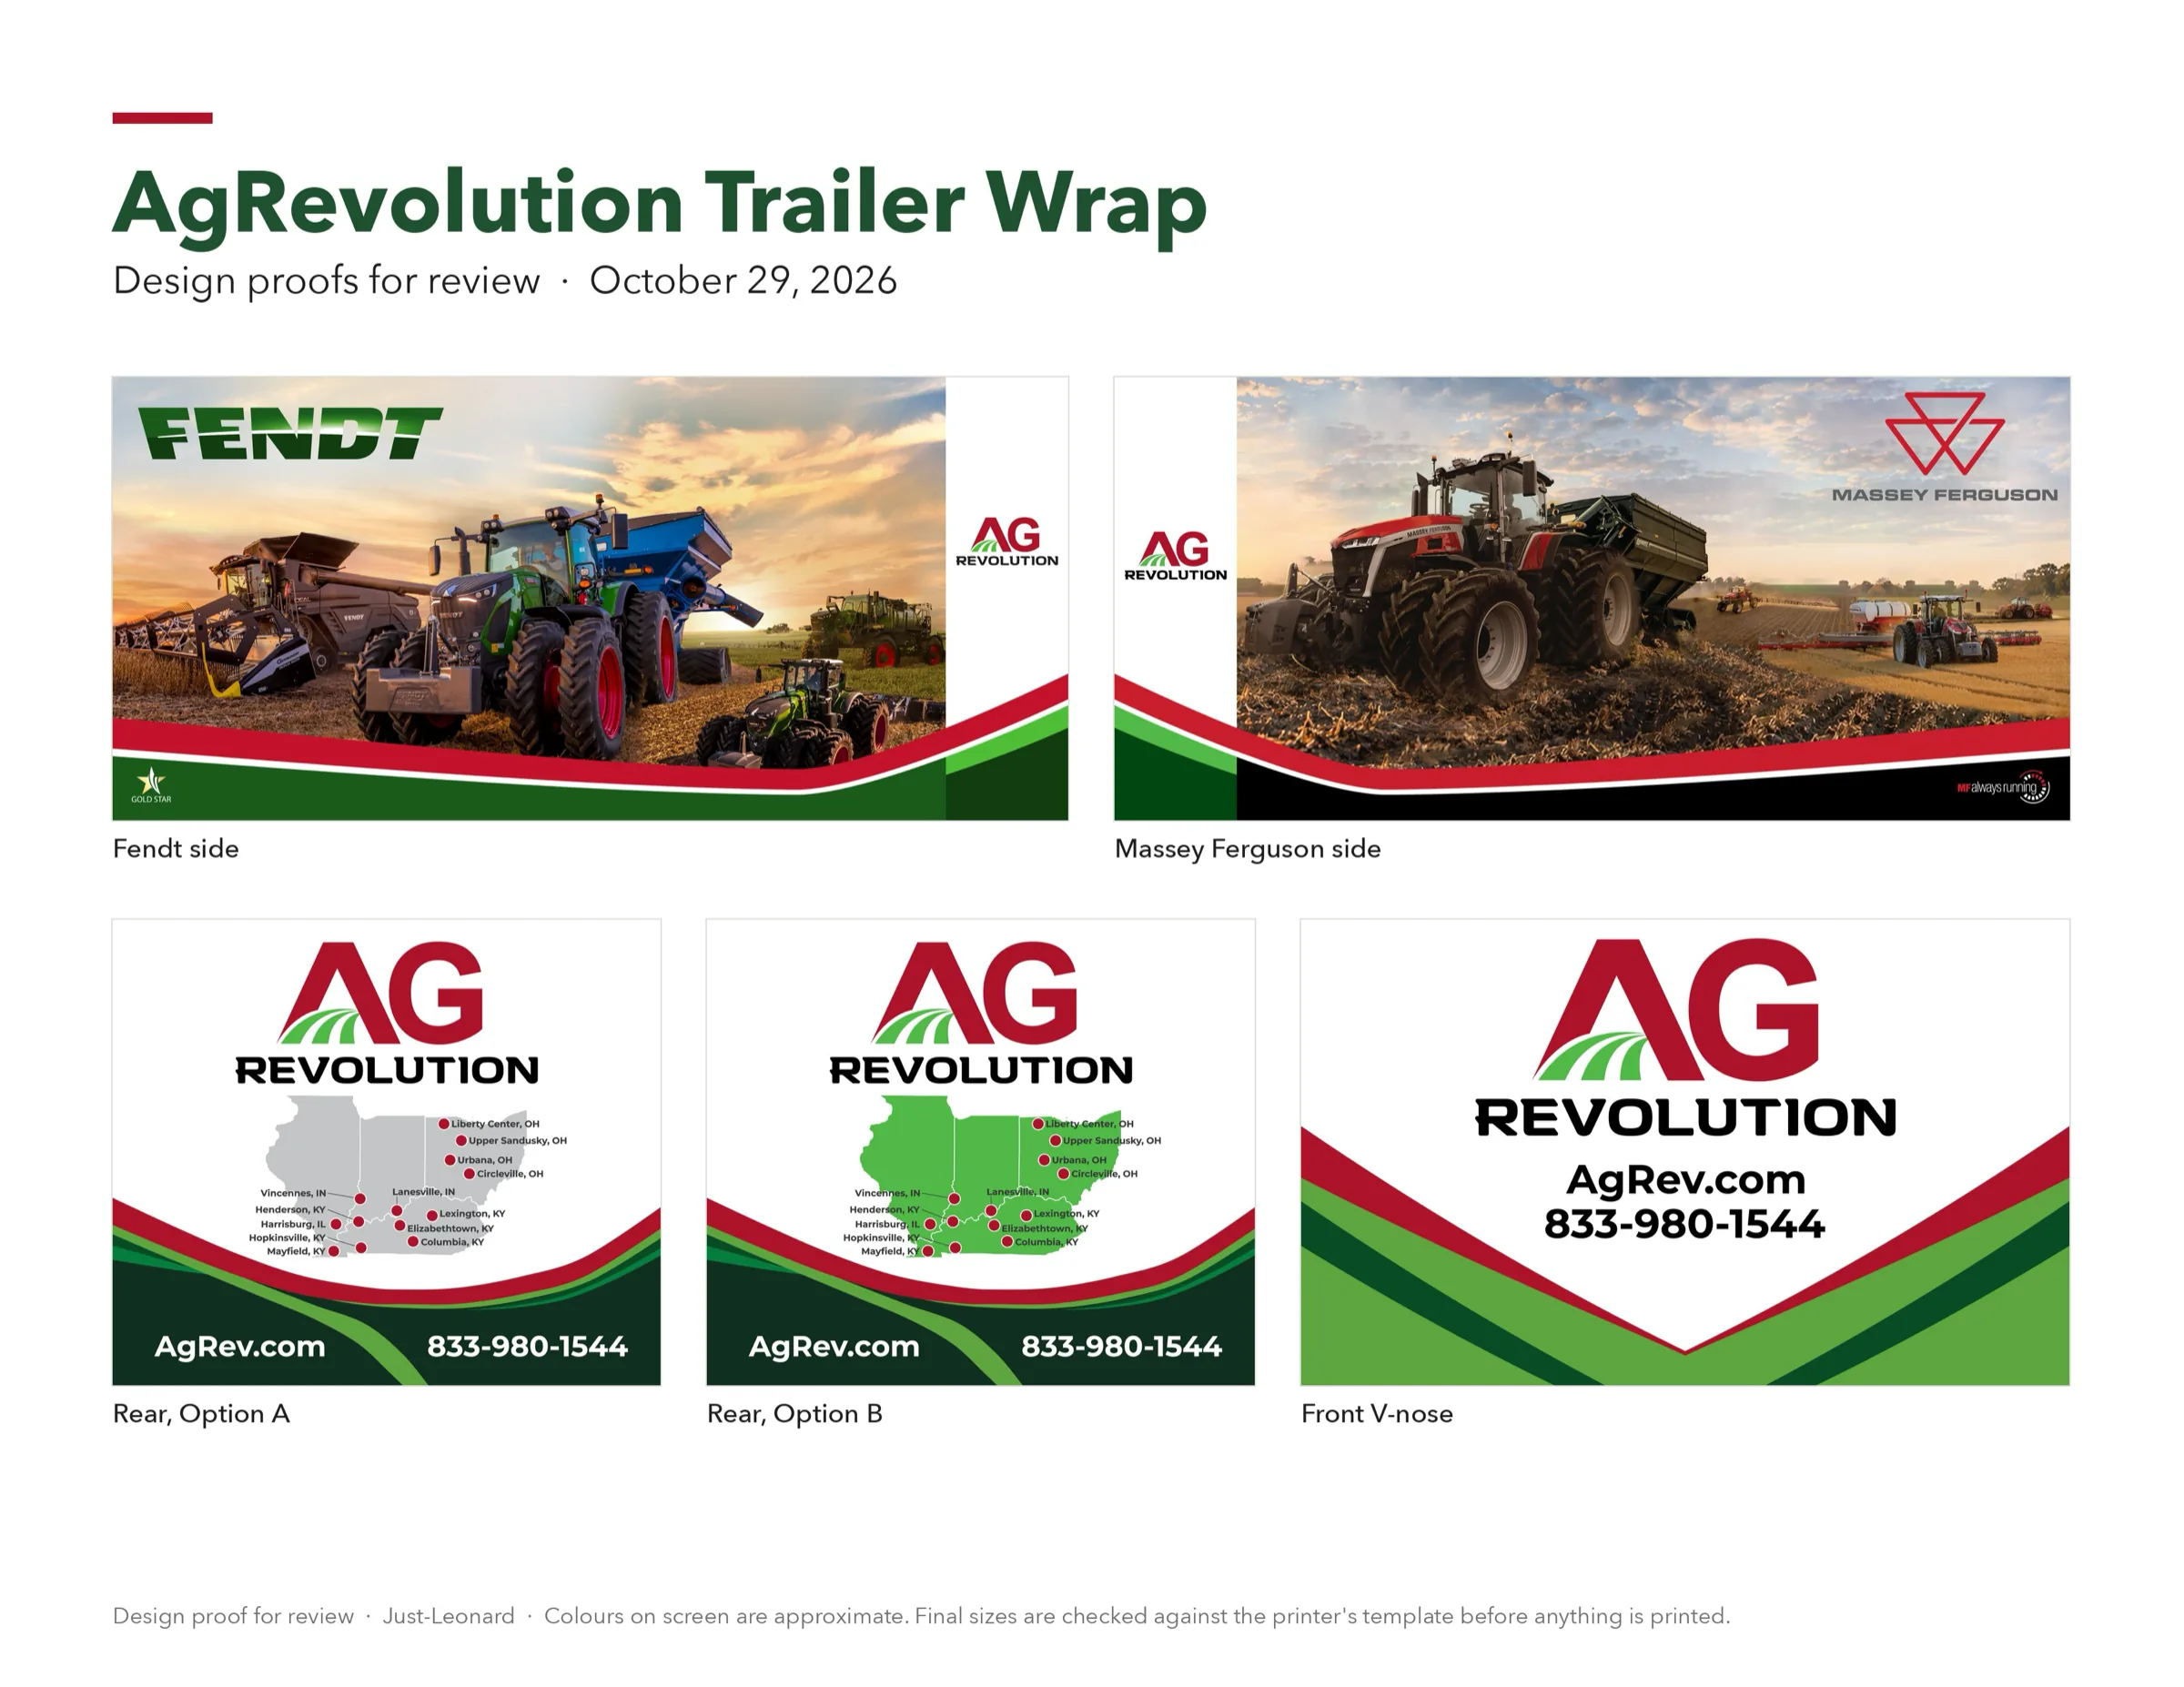 AgRevolution Trailer Wrap
Design proofs for review · October 29, 2026
FENDT
FENDT
AG
REVOLUTION
GOLD STAR
Fendt side
AG
REVOLUTION
MASSEY FERGUSON
MASSEY FERGUSON
MF always running
Massey Ferguson side
AG
REVOLUTION
Liberty Center, OH
Upper Sandusky, OH
Urbana, OH
Circleville, OH
Vincennes, IN
Lanesville, IN
Henderson, KY
Lexington, KY
Harrisburg, IL
Elizabethtown, KY
Hopkinsville, KY
Columbia, KY
Mayfield, KY
AgRev.com
833-980-1544
Rear, Option A
AG
REVOLUTION
Liberty Center, OH
Upper Sandusky, OH
Urbana, OH
Circleville, OH
Vincennes, IN
Lanesville, IN
Henderson, KY
Lexington, KY
Harrisburg, IL
Elizabethtown, KY
Hopkinsville, KY
Columbia, KY
Mayfield, KY
AgRev.com
833-980-1544
Rear, Option B
AG
REVOLUTION
AgRev.com
833-980-1544
Front V-nose
Design proof for review · Just-Leonard · Colours on screen are approximate. Final sizes are checked against the printer's template before anything is printed.